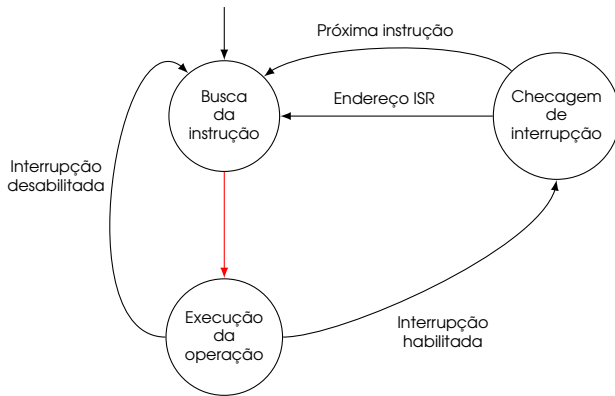 Próxima instrução
Busca
da
instrução
Endereço ISR
Checagem
de
interrupção
Interrupção
desabilitada
Execução
da
operação
Interrupção
habilitada